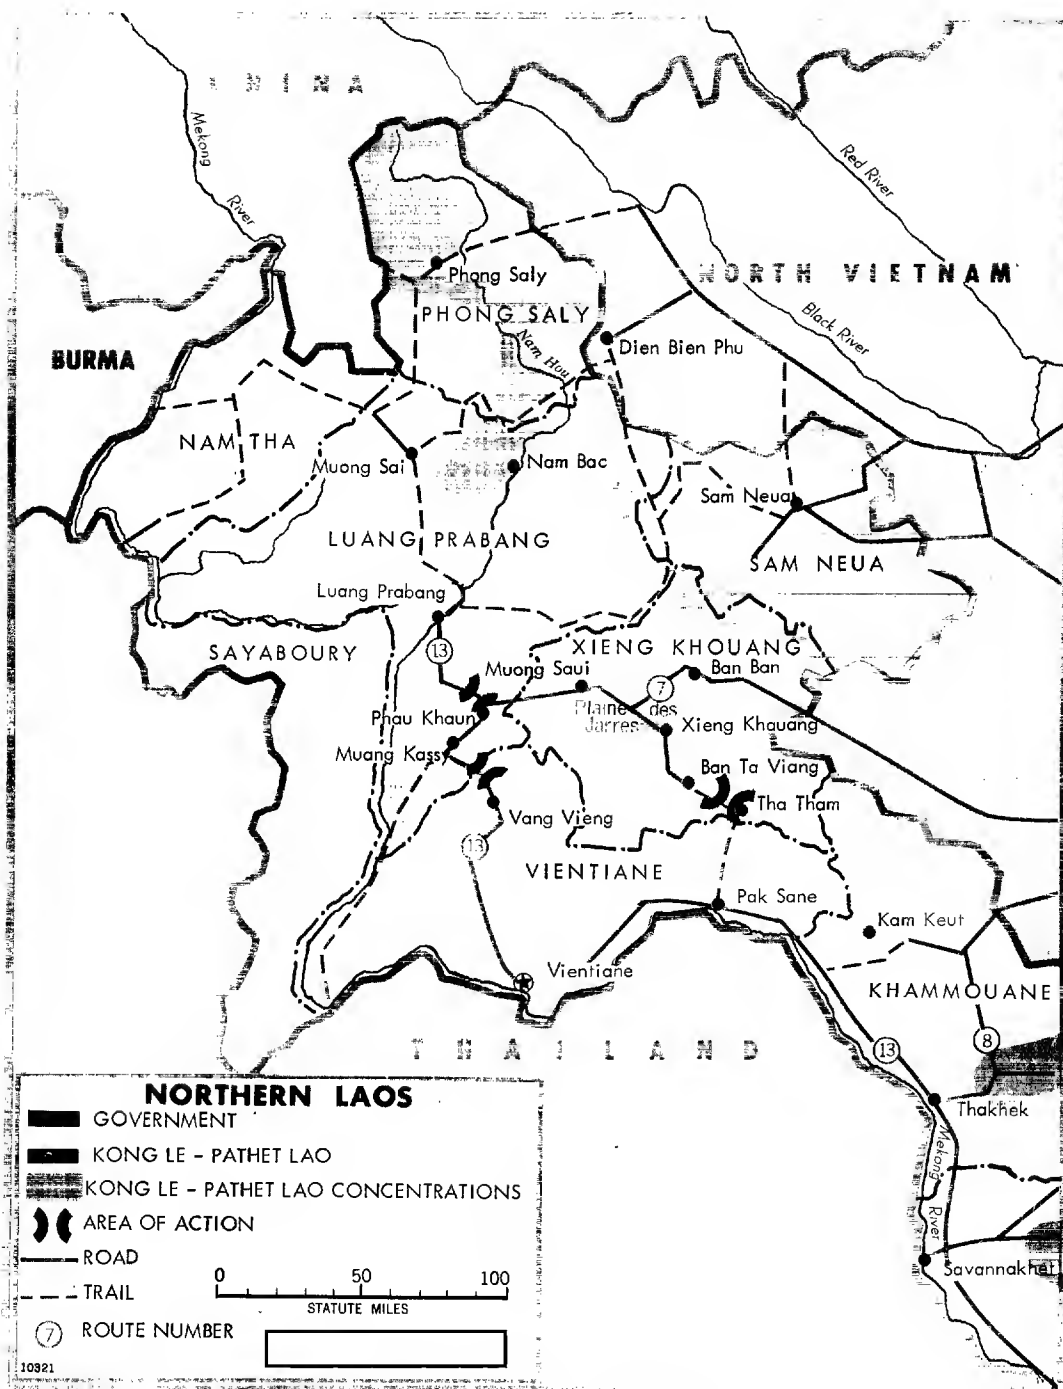 CHINA
Mekong
River
Red River
Phong Saly
NORTH VIETNAM
PHONG SALY
Black River
Nam Hou
Dien Bien Phu
BURMA
NAM THA
Muong Sai
Nam Bac
Sam Neua
LUANG PRABANG
SAM NEUA
Luang Prabang
SAYABOURY
13
XIENG KHOUANG
Muong Saui
Ban Ban
7
Plaine des
Jarres
Phau Khaun
Xieng Khauang
Muang Kassy
Ban Ta Viang
Tha Tham
Vang Vieng
13
VIENTIANE
Pak Sane
Kam Keut
Vientiane
KHAMMOUANE
THAILAND
13
8
Thakhek
Mekong
River
Savannakhet
NORTHERN LAOS
GOVERNMENT
KONG LE - PATHET LAO
KONG LE - PATHET LAO CONCENTRATIONS
AREA OF ACTION
ROAD
TRAIL
0 50 100
STATUTE MILES
7 ROUTE NUMBER
10321